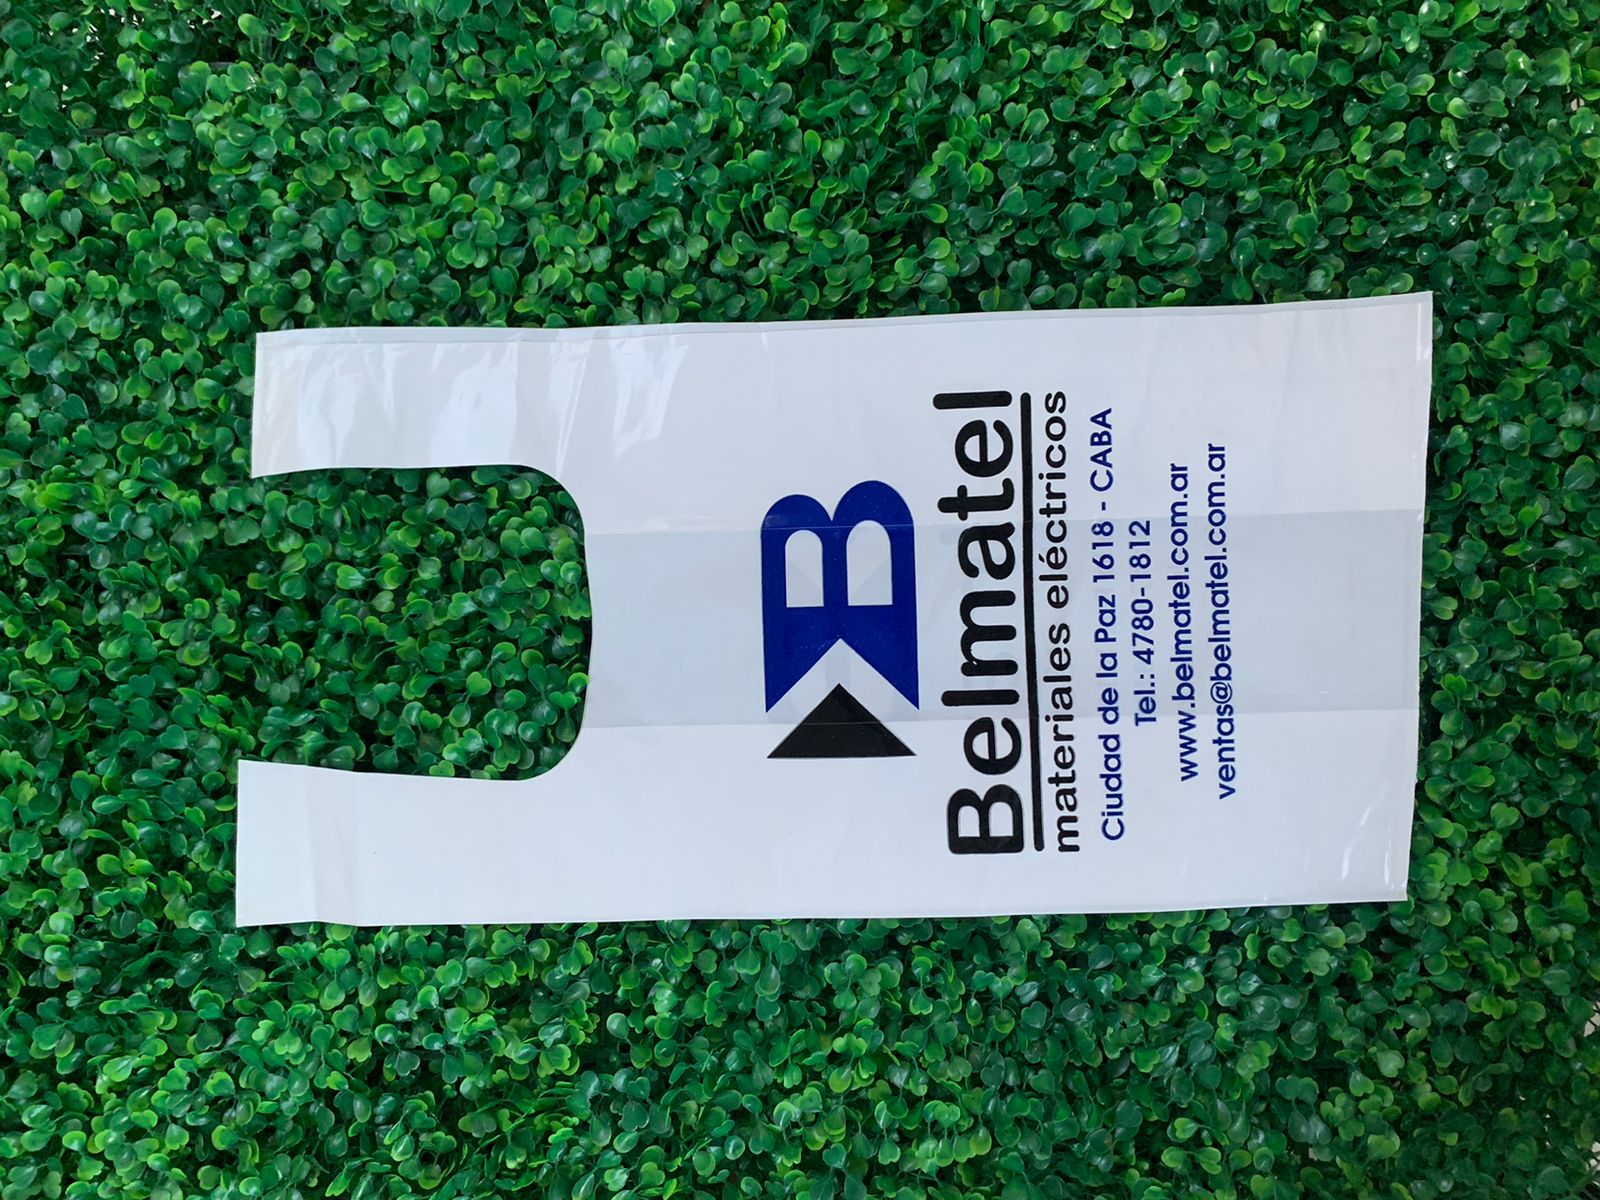 B
Belmatel
materiales eléctricos
Ciudad de la Paz 1618 - CABA
Tel.: 4780-1812
www.belmatel.com.ar
ventas@belmatel.com.ar